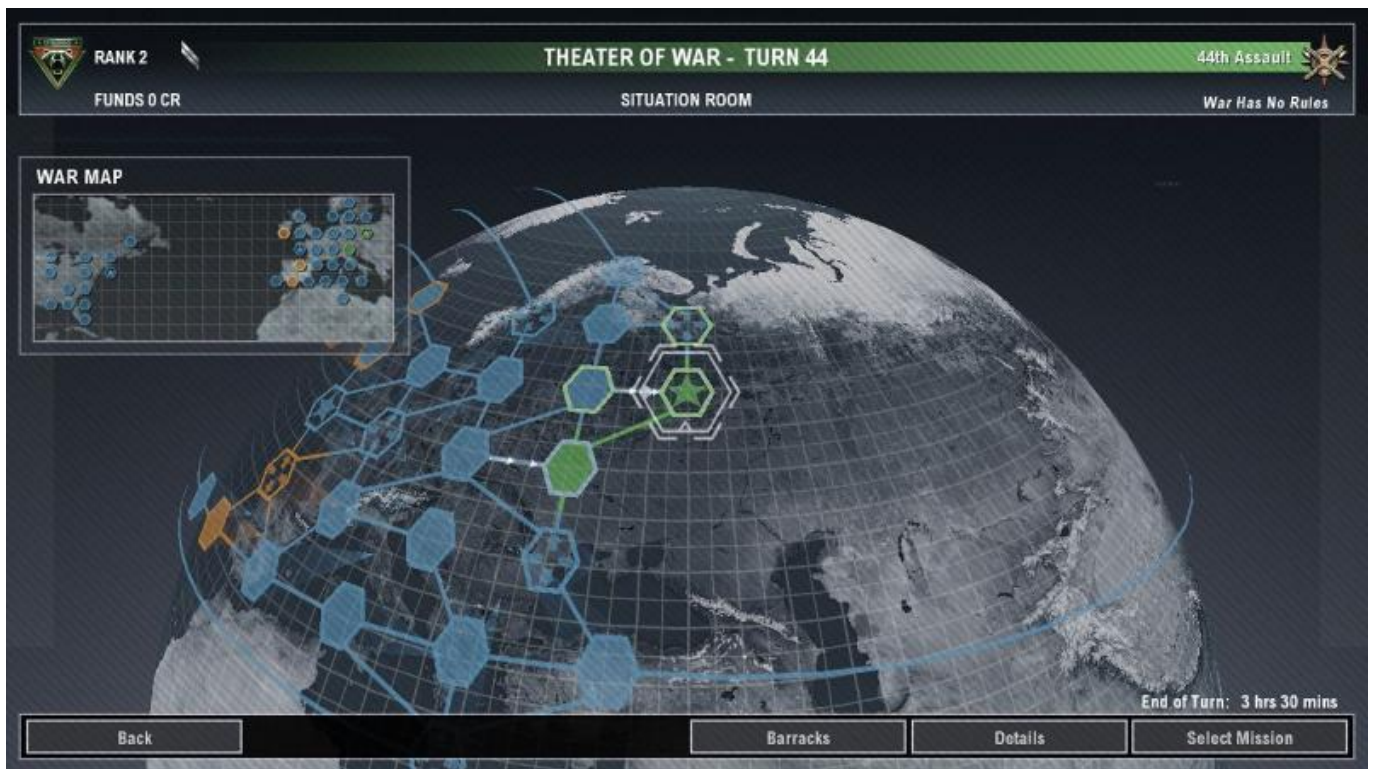 RANK 2
THEATER OF WAR - TURN 44
44th Assault
FUNDS 0 CR
SITUATION ROOM
War Has No Rules
WAR MAP
End of Turn: 3 hrs 30 mins
Back
Barracks
Details
Select Mission